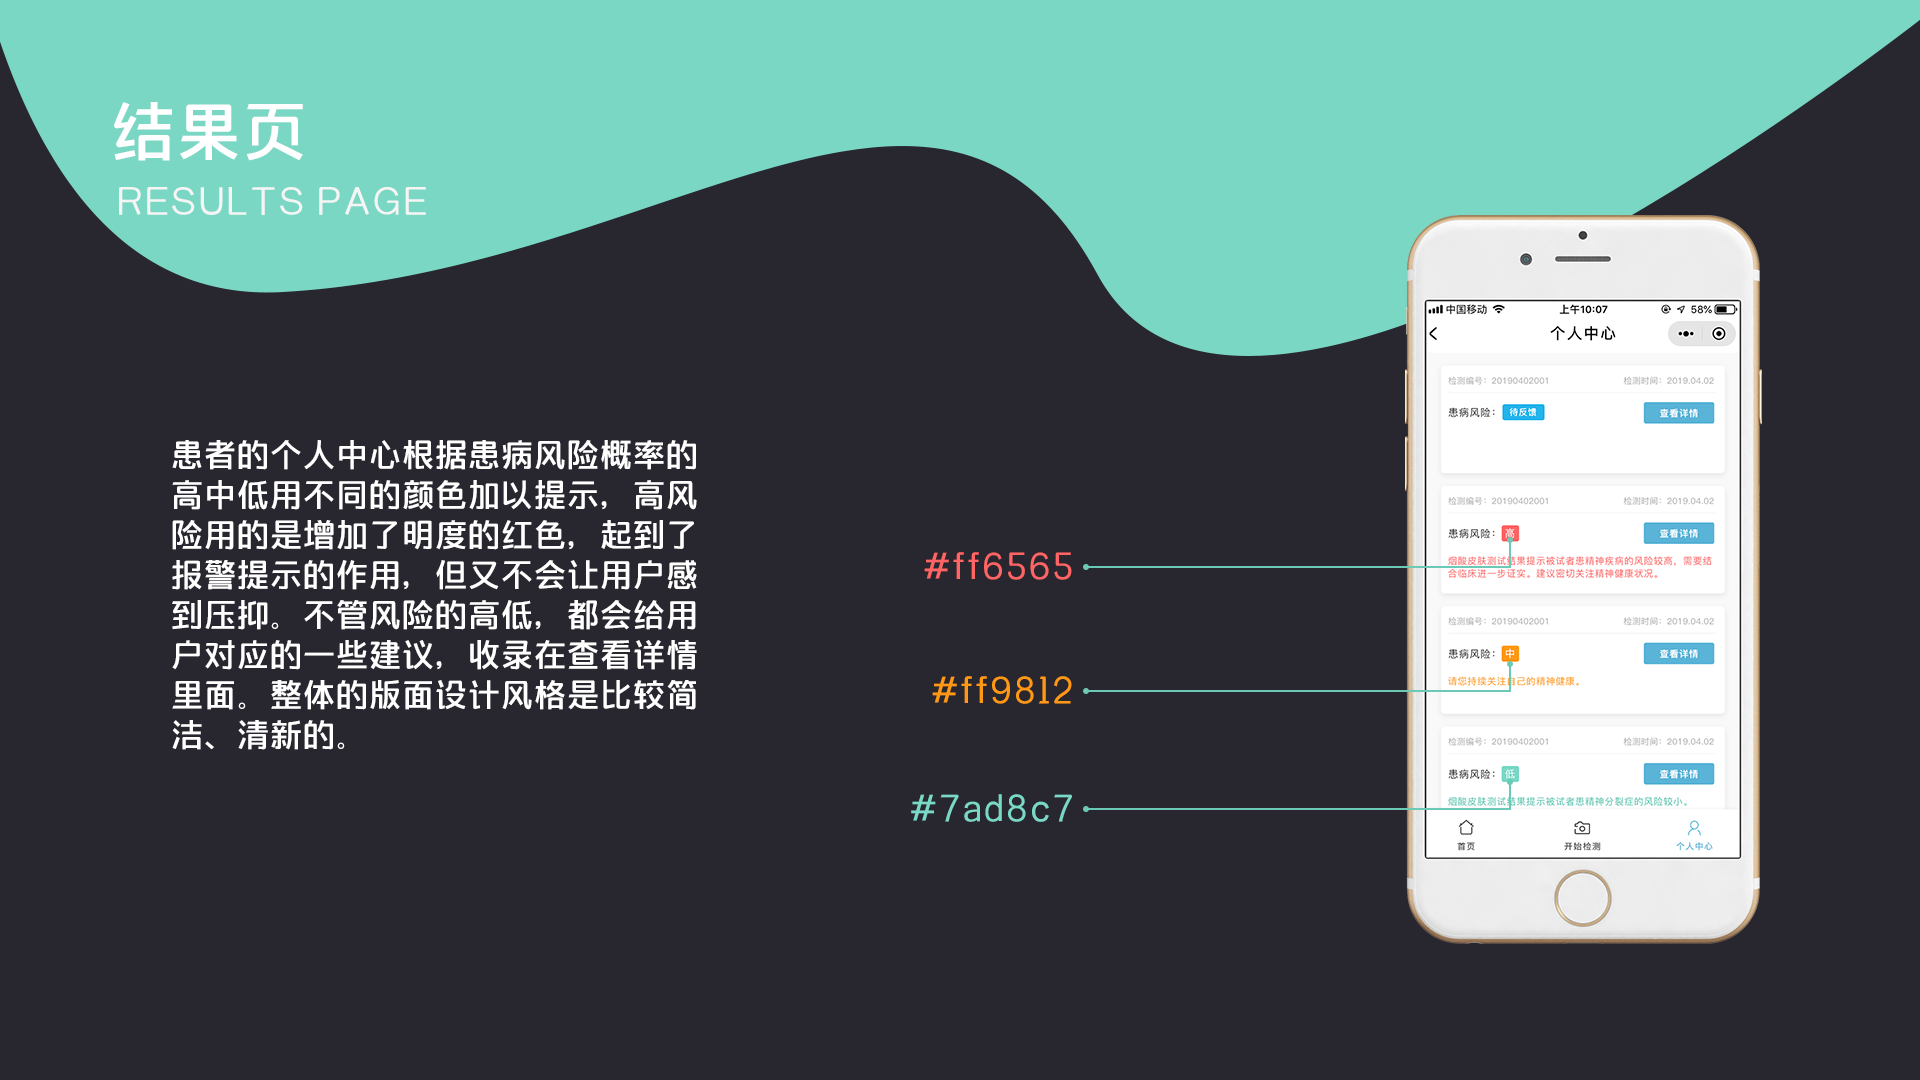 结果页
RESULTS PAGE
患者的个人中心根据患病风险概率的
高中低用不同的颜色加以提示，高风
险用的是增加了明度的红色，起到了
报警提示的作用，但又不会让用户感
到压抑。不管风险的高低，都会给用
户对应的一些建议，收录在查看详情
里面。整体的版面设计风格是比较简
洁、清新的。
#ff6565
#ff9812
#7ad8c7
中国移动 上午10:07 58%
个人中心
检测编号：20190402001 检测时间：2019.04.02
患病风险： 待反馈 查看详情
检测编号：20190402001 检测时间：2019.04.02
患病风险： 高 查看详情
烟酸皮肤测试结果提示被试者患精神疾病的风险较高，需要结
合临床进一步证实。建议密切关注精神健康状况。
检测编号：20190402001 检测时间：2019.04.02
患病风险： 中 查看详情
请您持续关注自己的精神健康。
检测编号：20190402001 检测时间：2019.04.02
患病风险： 低 查看详情
烟酸皮肤测试结果提示被试者患精神分裂症的风险较小。
首页 开始检测 个人中心